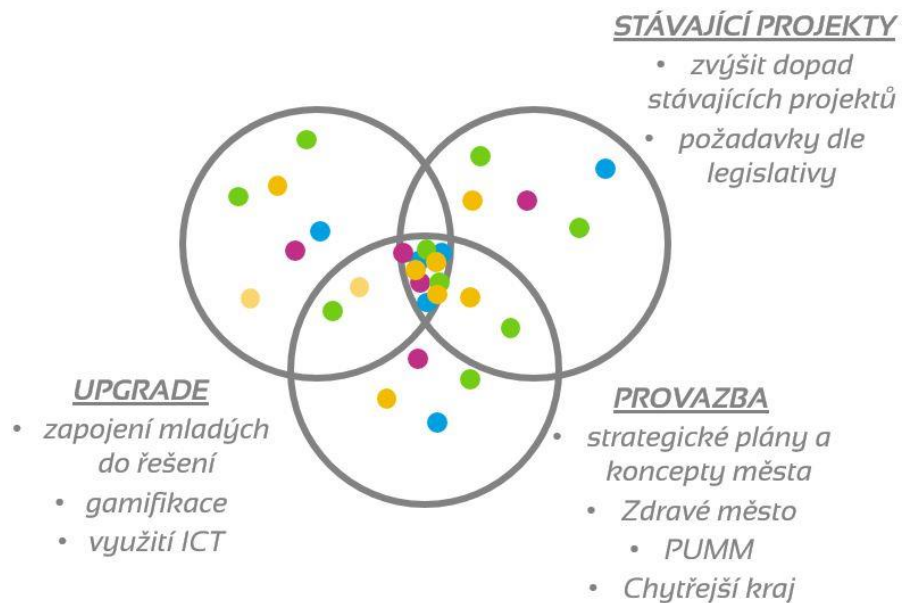 STÁVAJÍCÍ PROJEKTY
• zvýšit dopad
stávajících projektů
• požadavky dle
legislativy
UPGRADE
• zapojení mladých
do řešení
• gamifikace
• využití ICT
PROVAZBA
• strategické plány a
koncepty města
• Zdravé město
• PUMM
• Chytřejší kraj